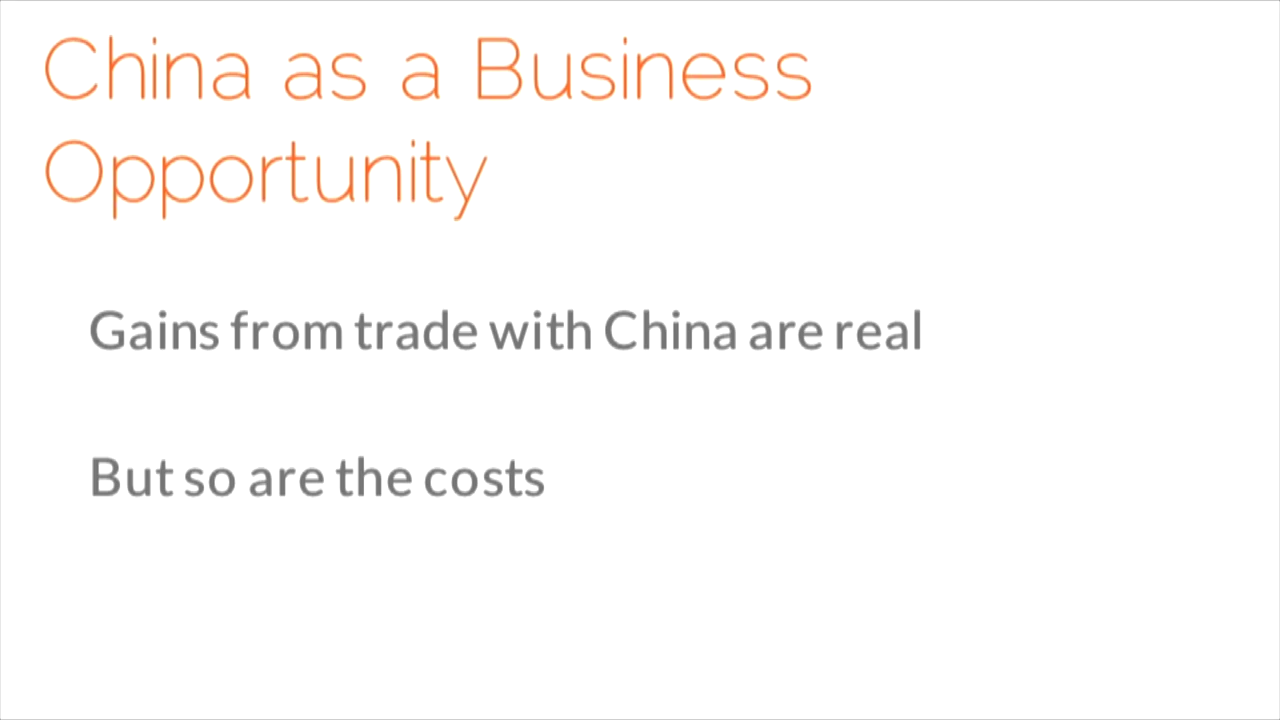 China as a Business
Opportunity
Gains from trade with China are real
But so are the costs